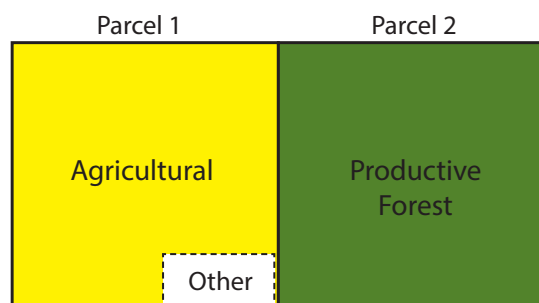 Parcel 1
Parcel 2
Agricultural
Productive
Forest
Other